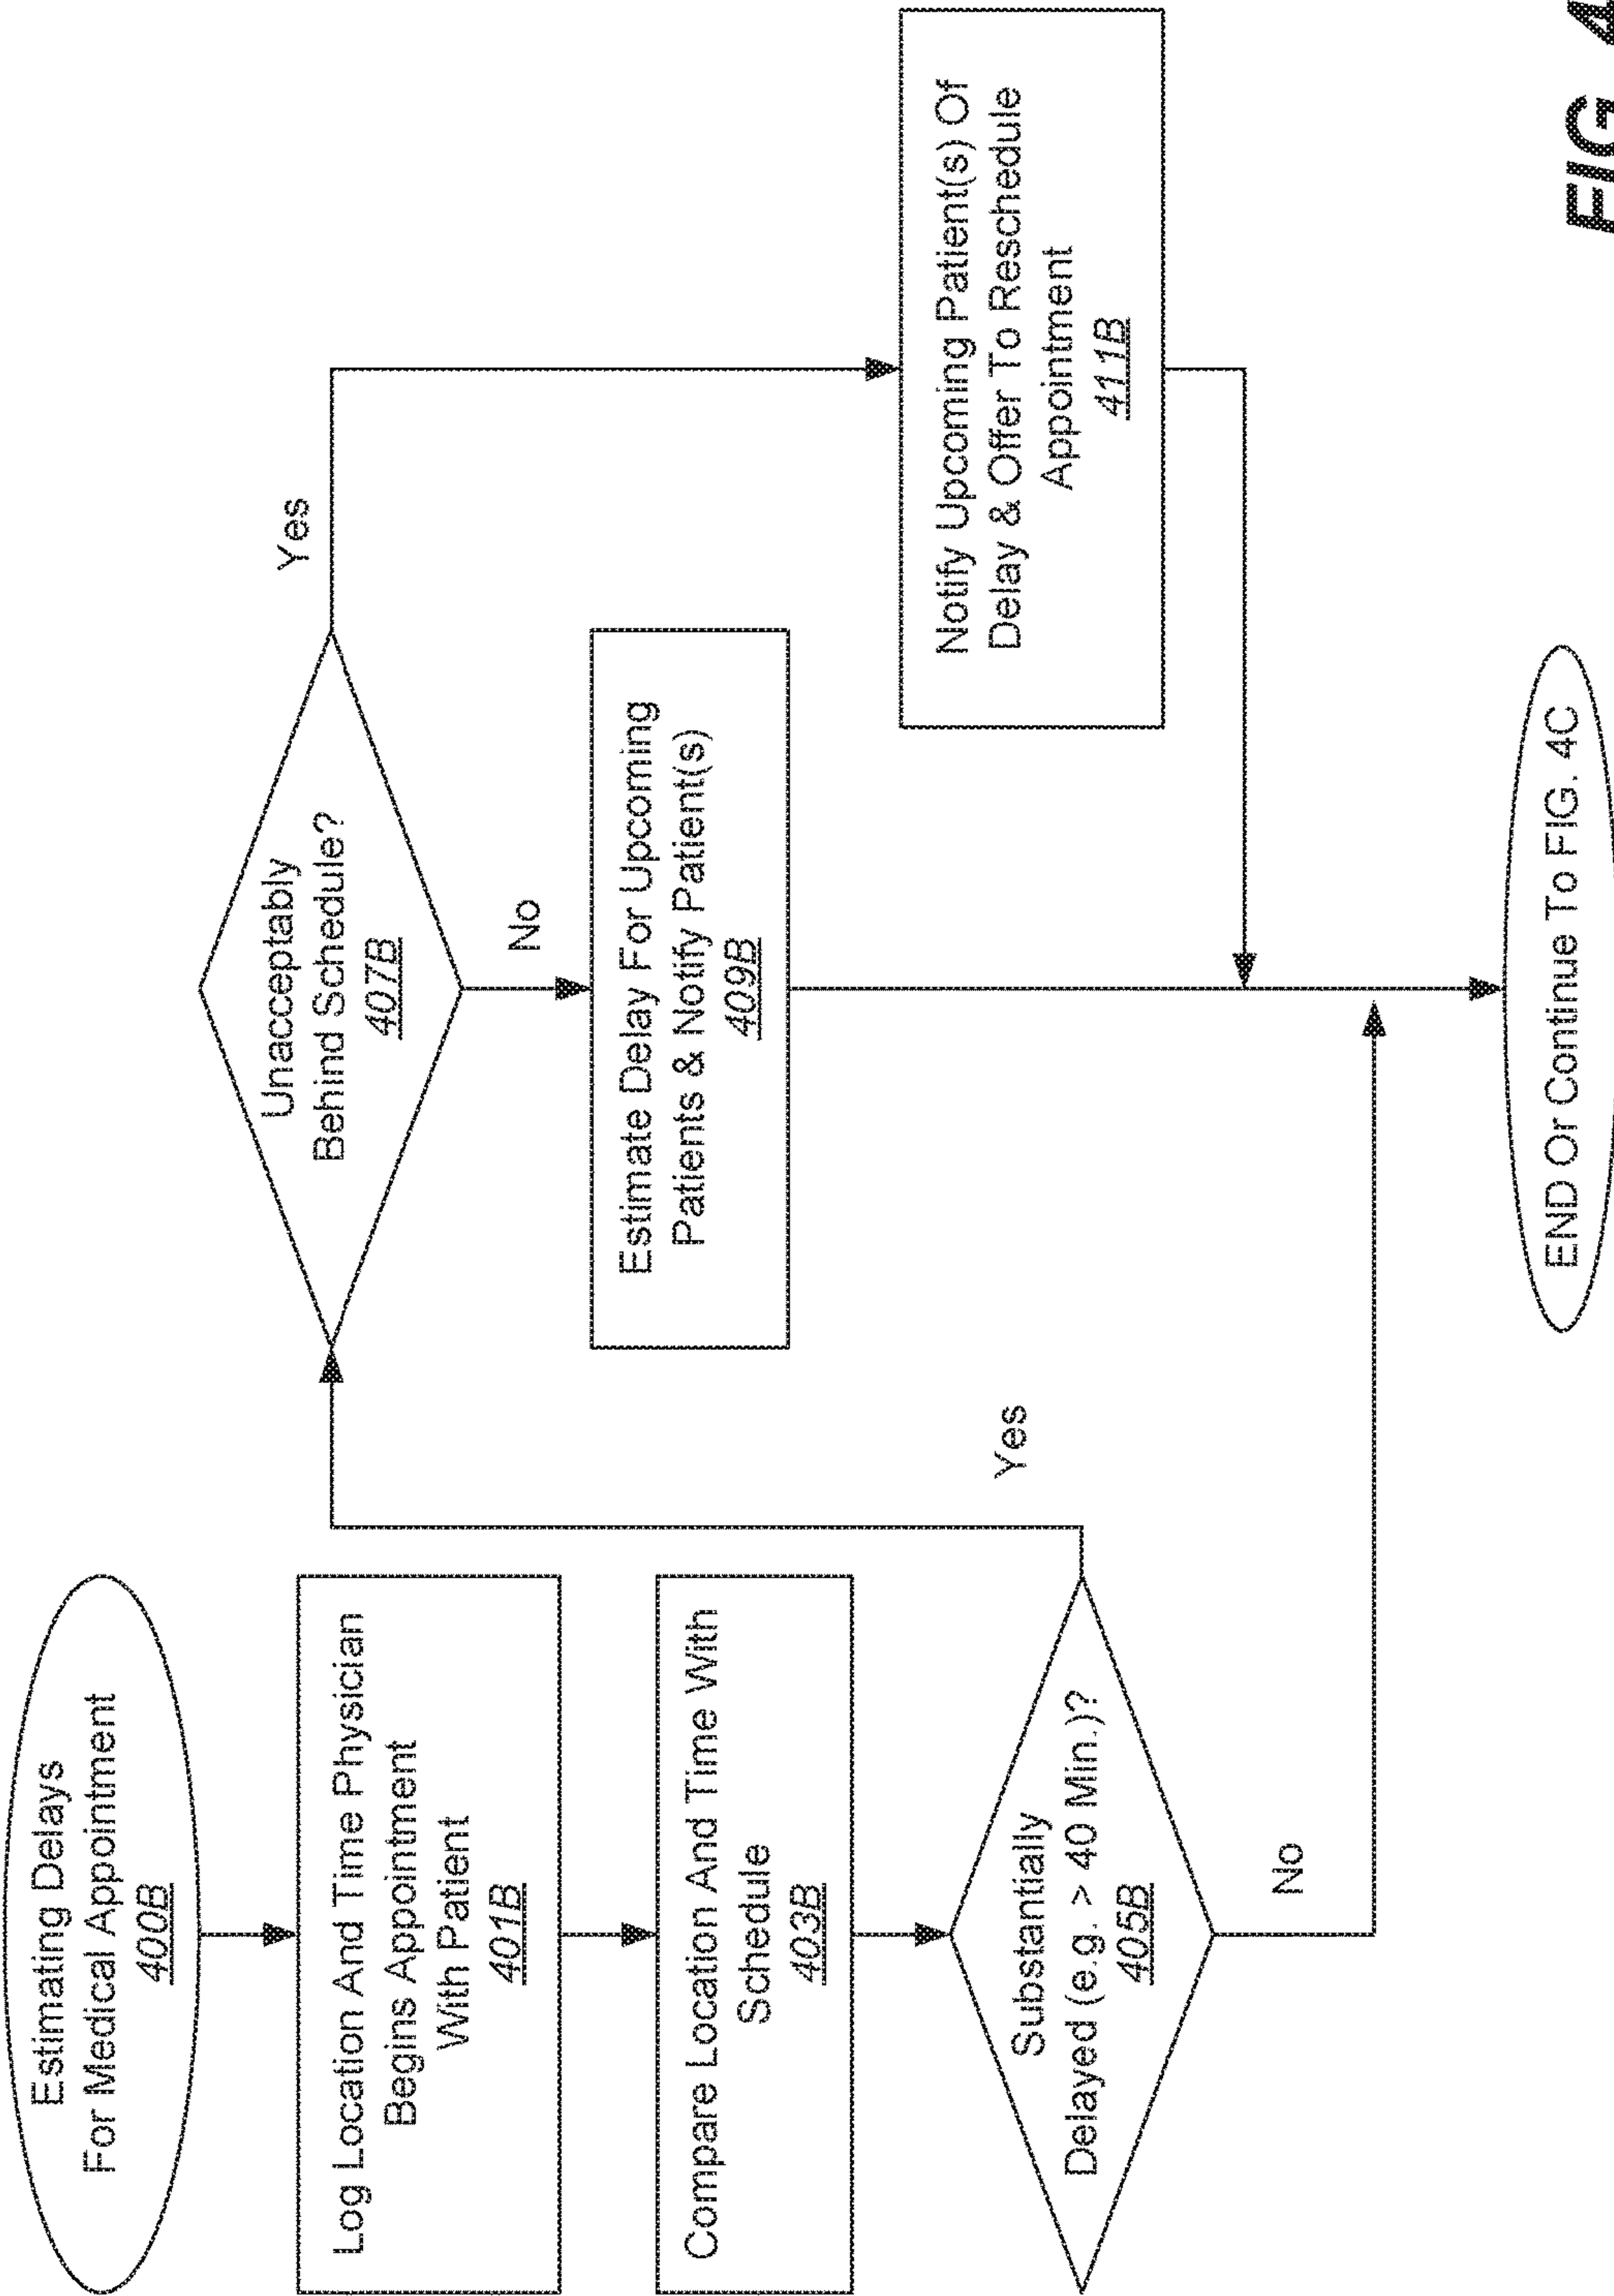 Estimating Delays
For Medical Appointment
400B
Log Location And Time Physician
Begins Appointment
With Patient
401B
Compare Location And Time With
Schedule
403B
Substantially
Delayed (e.g. > 40 Min.)?
405B
Yes
No
Unacceptably
Behind Schedule?
407B
Yes
No
Estimate Delay For Upcoming
Patients & Notify Patient(s)
409B
Notify Upcoming Patient(s) Of
Delay & Offer To Reschedule
Appointment
411B
END Or Continue To FIG. 4C
FIG. 4